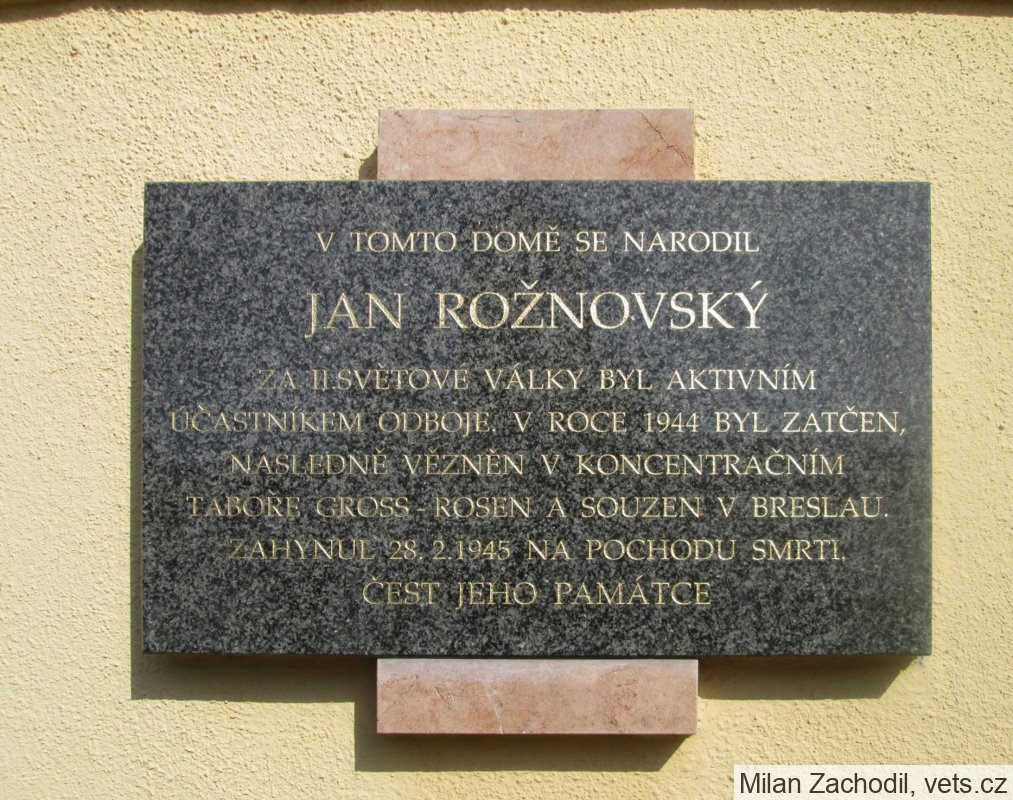 V TOMTO DOMĚ SE NARODIL
JAN ROŽNOVSKÝ
ZA II.SVĚTOVÉ VÁLKY BYL AKTIVNÍM
ÚČASTNÍKEM ODBOJE. V ROCE 1944 BYL ZATČEN,
NÁSLEDNĚ VĚZNĚN V KONCENTRAČNÍM
TÁBOŘE GROSS - ROSEN A SOUZEN V BRESLAU.
ZAHYNUL 28. 2.1945 NA POCHODU SMRTI.
ČEST JEHO PAMÁTCE
Milan Zachodil, vets.cz